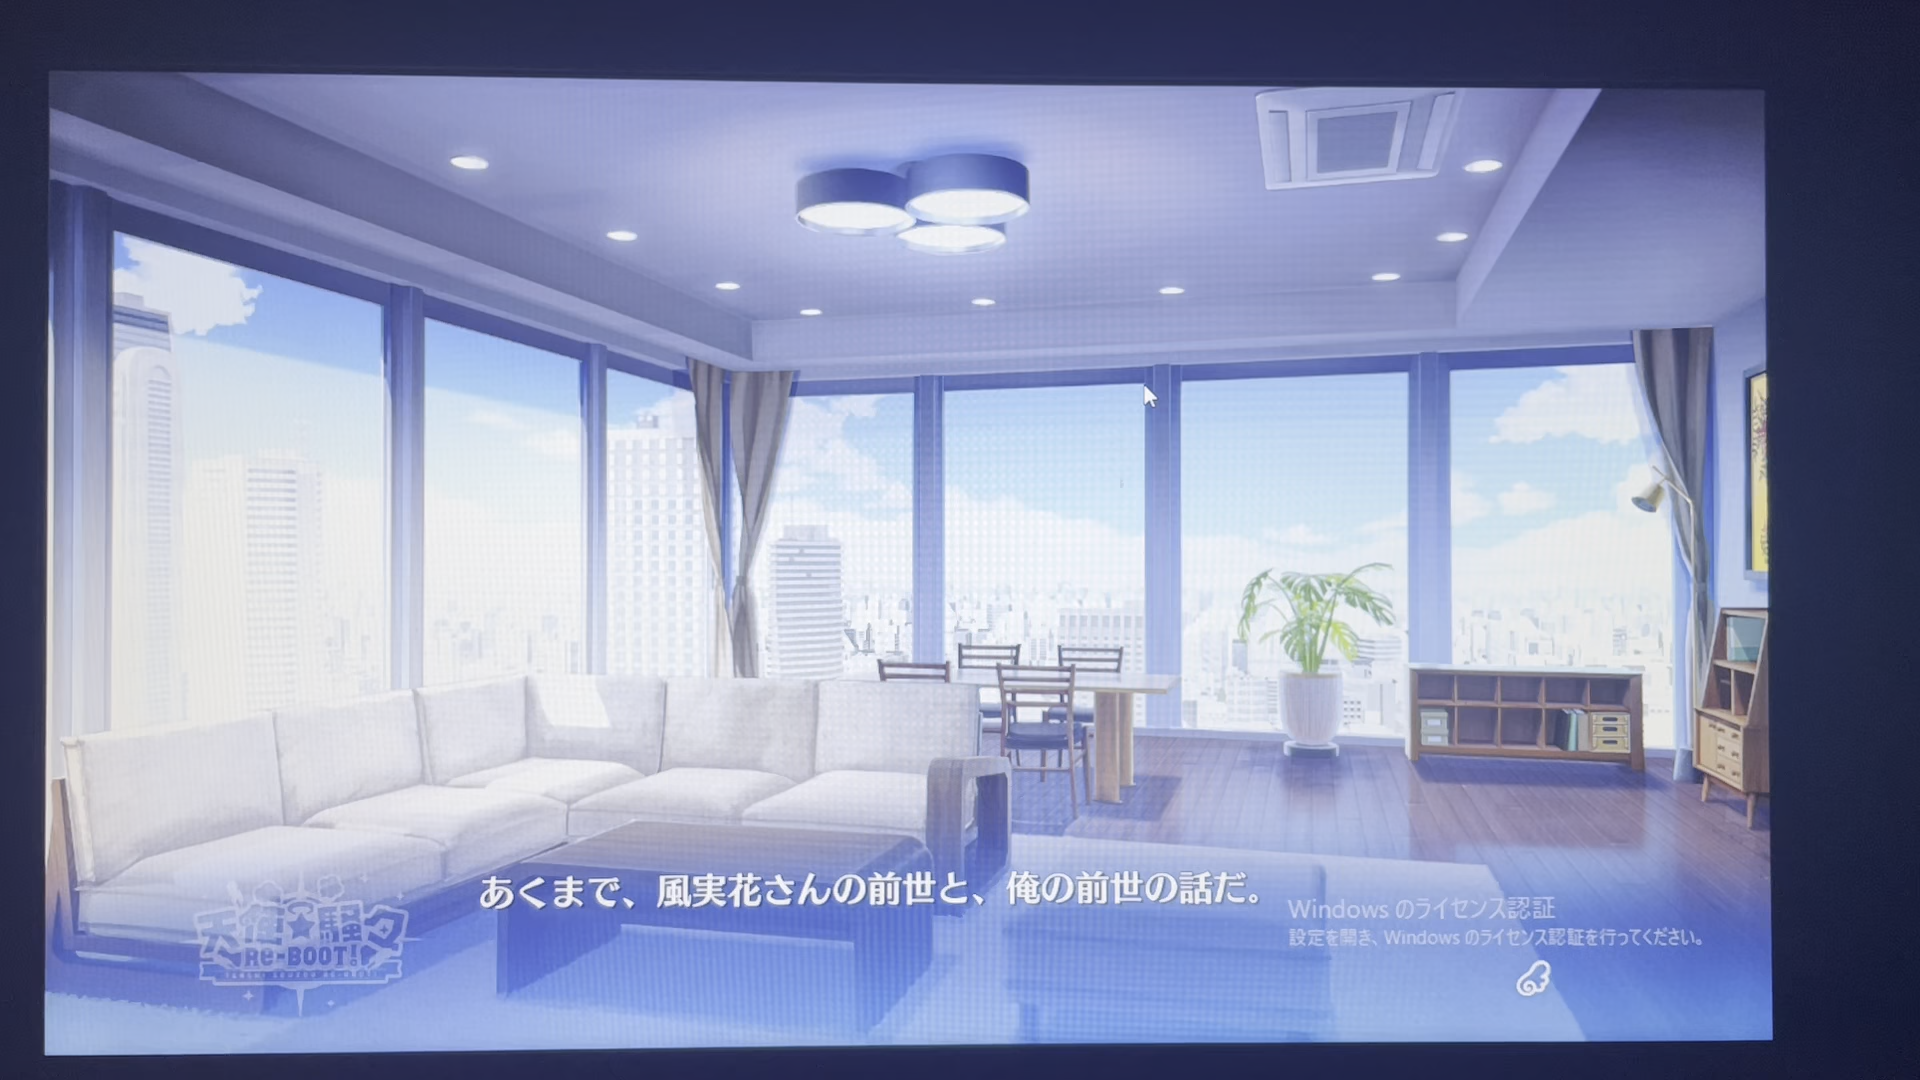 あくまで、風実花さんの前世と、俺の前世の話だ。
Windows のライセンス認証
設定を開き、Windows のライセンス認証を行ってください。
天使☆騒々
Re-BOOT!